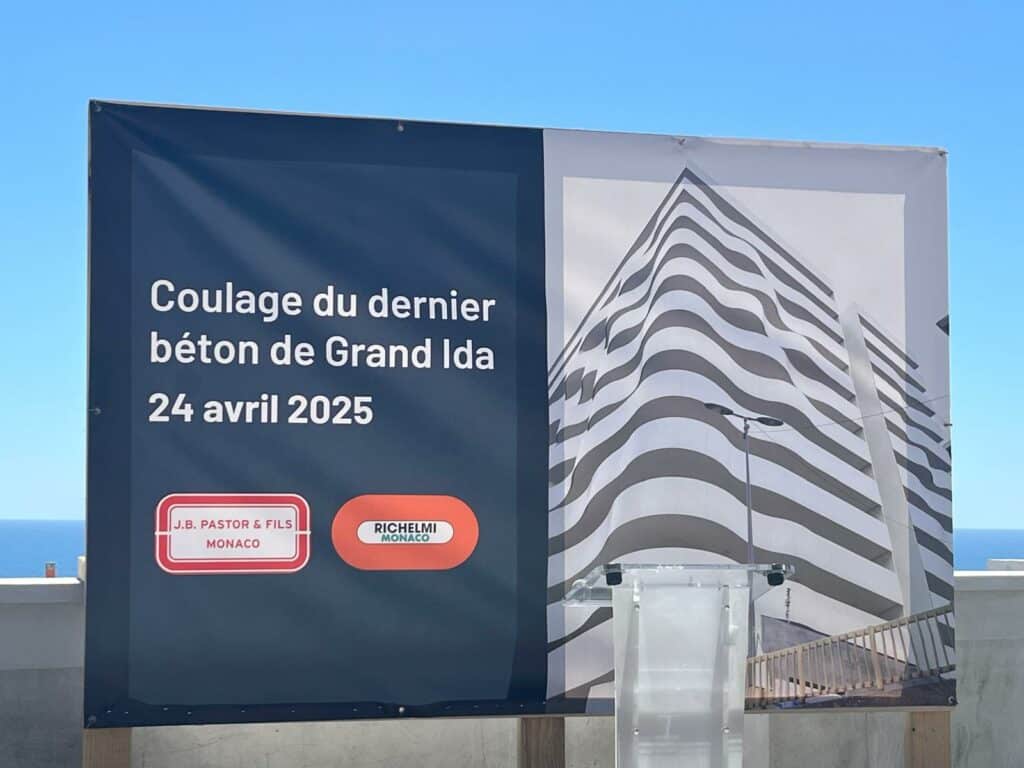 Coulage du dernier
béton de Grand Ida
24 avril 2025
J.B. PASTOR & FILS
MONACO
RICHELMI
MONACO